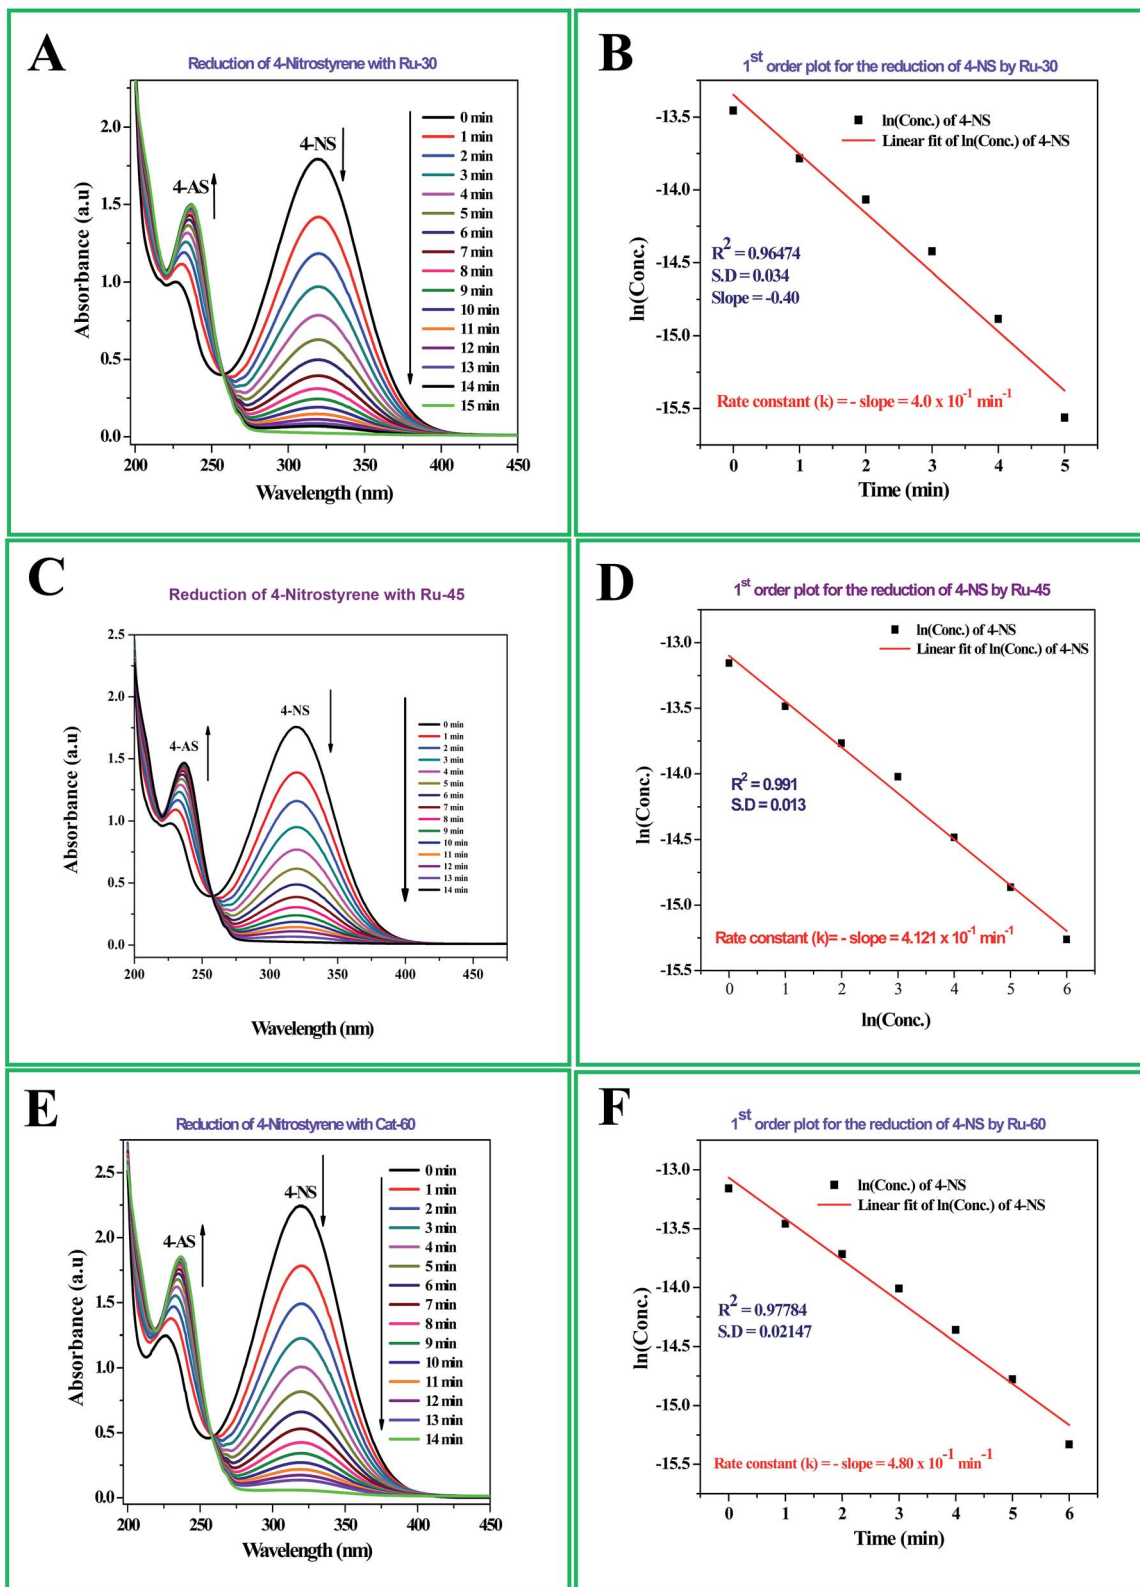 A
Reduction of 4-Nitrostyrene with Ru-30
Absorbance (a.u)
2.0
1.5
1.0
0.5
0.0
4-AS
4-NS
0 min
1 min
2 min
3 min
4 min
5 min
6 min
7 min
8 min
9 min
10 min
11 min
12 min
13 min
14 min
15 min
200 250 300 350 400 450
Wavelength (nm)
B
1st order plot for the reduction of 4-NS by Ru-30
ln(Conc.) of 4-NS
Linear fit of ln(Conc.) of 4-NS
ln(Conc.)
-13.5
-14.0
-14.5
-15.0
-15.5
R2 = 0.96474
S.D = 0.034
Slope = -0.40
Rate constant (k) = - slope = 4.0 x 10-1 min-1
0 1 2 3 4 5
Time (min)
C
Reduction of 4-Nitrostyrene with Ru-45
Absorbance (a.u)
2.5
2.0
1.5
1.0
0.5
0.0
4-AS
4-NS
0 min
1 min
2 min
3 min
4 min
5 min
6 min
7 min
8 min
9 min
10 min
11 min
12 min
13 min
14 min
200 250 300 350 400 450
Wavelength (nm)
D
1st order plot for the reduction of 4-NS by Ru-45
ln(Conc.) of 4-NS
Linear fit of ln(Conc.) of 4-NS
ln(Conc.)
-13.0
-13.5
-14.0
-14.5
-15.0
-15.5
R2 = 0.991
S.D = 0.013
Rate constant (k)= - slope = 4.121 x 10-1 min-1
0 1 2 3 4 5 6
ln(Conc.)
E
Reduction of 4-Nitrostyrene with Cat-60
Absorbance (a.u)
2.5
2.0
1.5
1.0
0.5
0.0
4-AS
4-NS
0 min
1 min
2 min
3 min
4 min
5 min
6 min
7 min
8 min
9 min
10 min
11 min
12 min
13 min
14 min
200 250 300 350 400 450
Wavelength (nm)
F
1st order plot for the reduction of 4-NS by Ru-60
ln(Conc.) of 4-NS
Linear fit of ln(Conc.) of 4-NS
ln(Conc.)
-13.0
-13.5
-14.0
-14.5
-15.0
-15.5
R2 = 0.97784
S.D = 0.02147
Rate constant (k) = - slope = 4.80 x 10-1 min-1
0 1 2 3 4 5 6
Time (min)